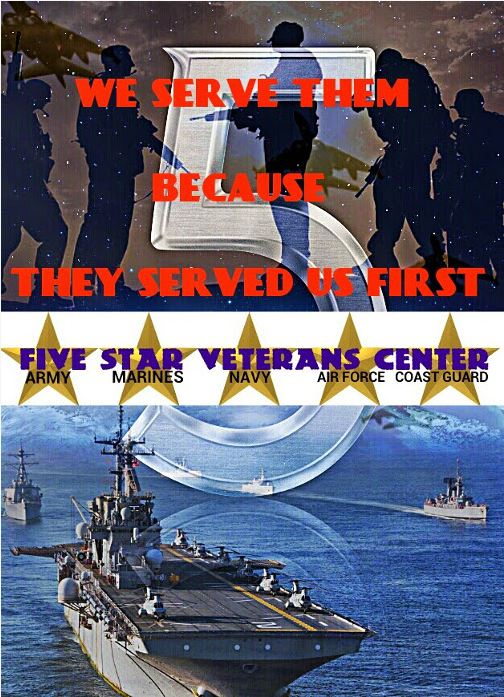 WE SERVE THEM
BECAUSE
THEY SERVED US FIRST
FIVE STAR VETERANS CENTER
ARMY MARINES NAVY AIR FORCE COAST GUARD
5